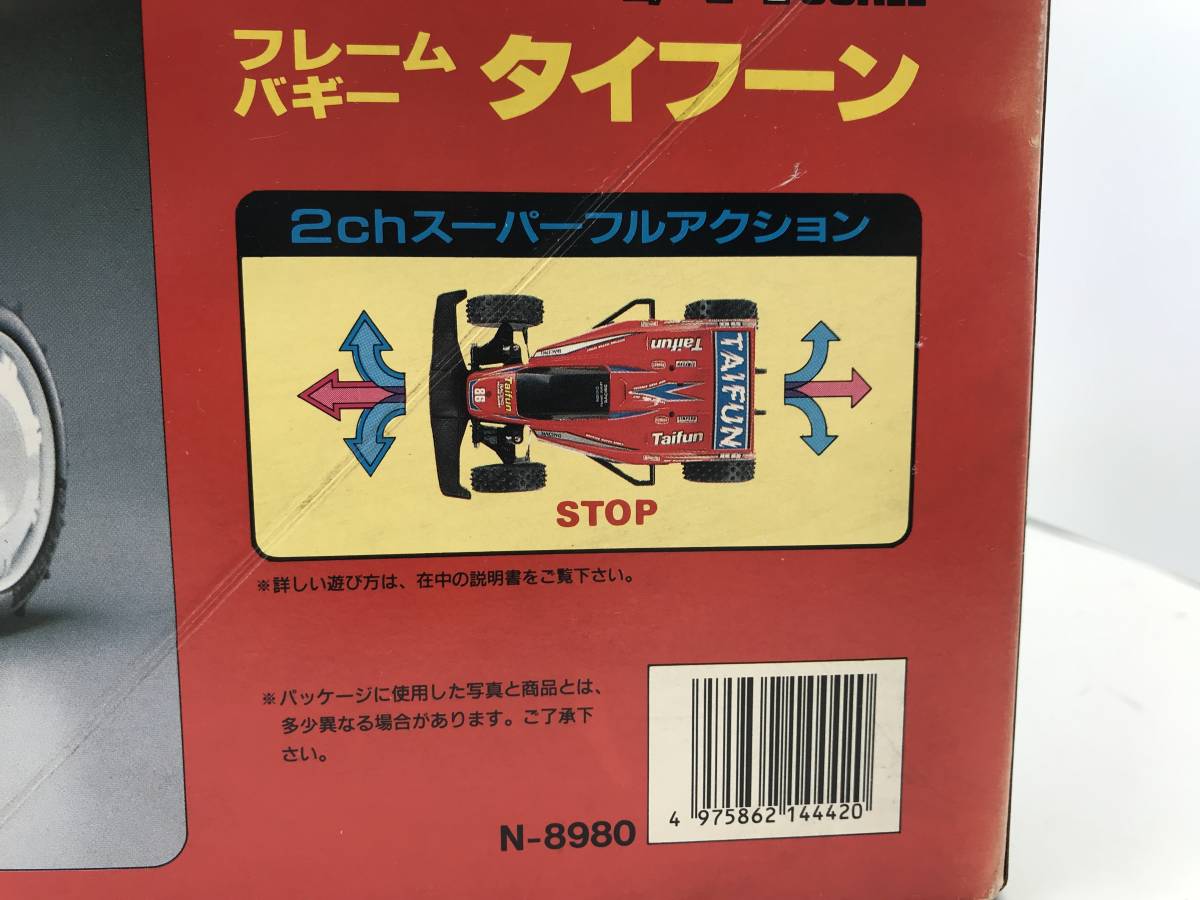 フレーム
バギー タイフーン
2chスーパーフルアクション
Taifun
TAIFUN
86
Taifun
Taifun
STOP
※詳しい遊び方は、在中の説明書をご覧下さい。
※パッケージに使用した写真と商品とは、
多少異なる場合があります。ご了承下
さい。
N-8980
4 975862 144420